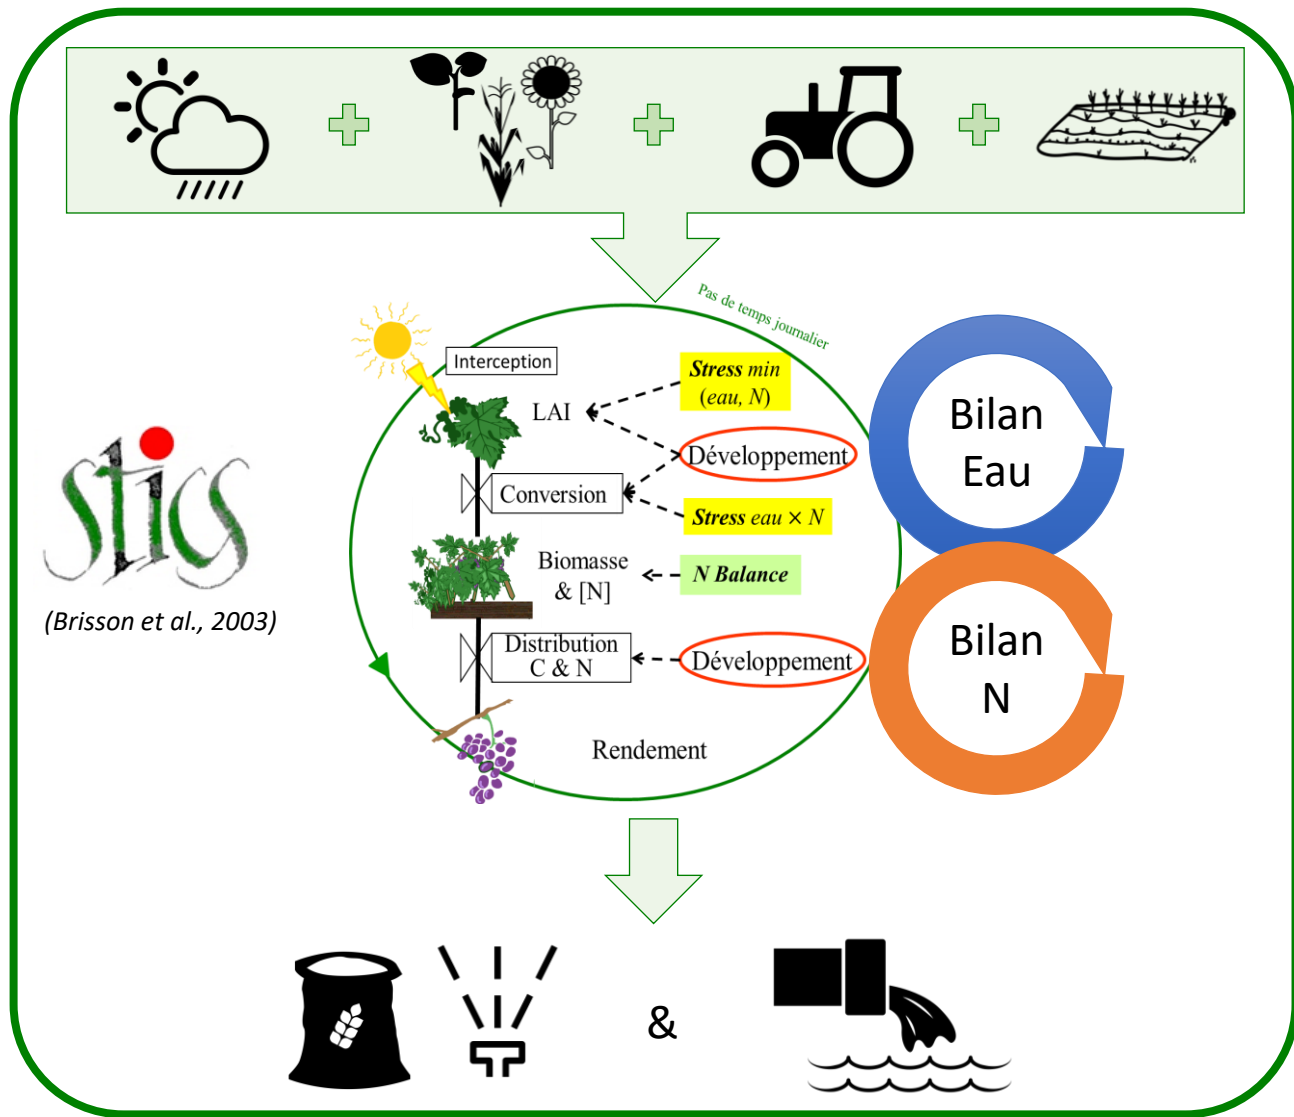 Pas de temps journalier
Interception
Stress min
(eau, N)
LAI
Développement
Conversion
Stress eau × N
Biomasse
& [N]
N Balance
Distribution
C & N
Développement
Rendement
Bilan
Eau
Bilan
N
stics
(Brisson et al., 2003)
&